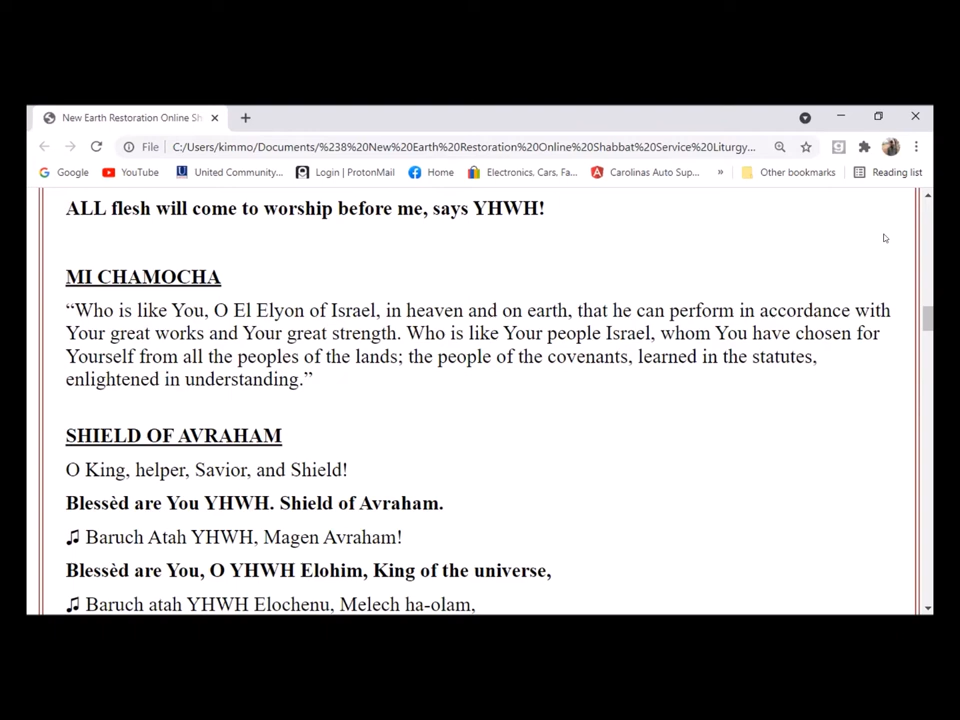 New Earth Restoration Online Sh
File C:/Users/kimmo/Documents/%238%20New%20Earth%20Restoration%20Online%20Shabbat%20Service%20Liturgy...
Google YouTube United Community... Login | ProtonMail Home Electronics, Cars, Fa... Carolinas Auto Sup... » Other bookmarks Reading list
ALL flesh will come to worship before me, says YHWH!
MI CHAMOCHA
“Who is like You, O El Elyon of Israel, in heaven and on earth, that he can perform in accordance with
Your great works and Your great strength. Who is like Your people Israel, whom You have chosen for
Yourself from all the peoples of the lands; the people of the covenants, learned in the statutes,
enlightened in understanding.”
SHIELD OF AVRAHAM
O King, helper, Savior, and Shield!
Blessèd are You YHWH. Shield of Avraham.
♫ Baruch Atah YHWH, Magen Avraham!
Blessèd are You, O YHWH Elohim, King of the universe,
♫ Baruch atah YHWH Elochenu, Melech ha-olam,